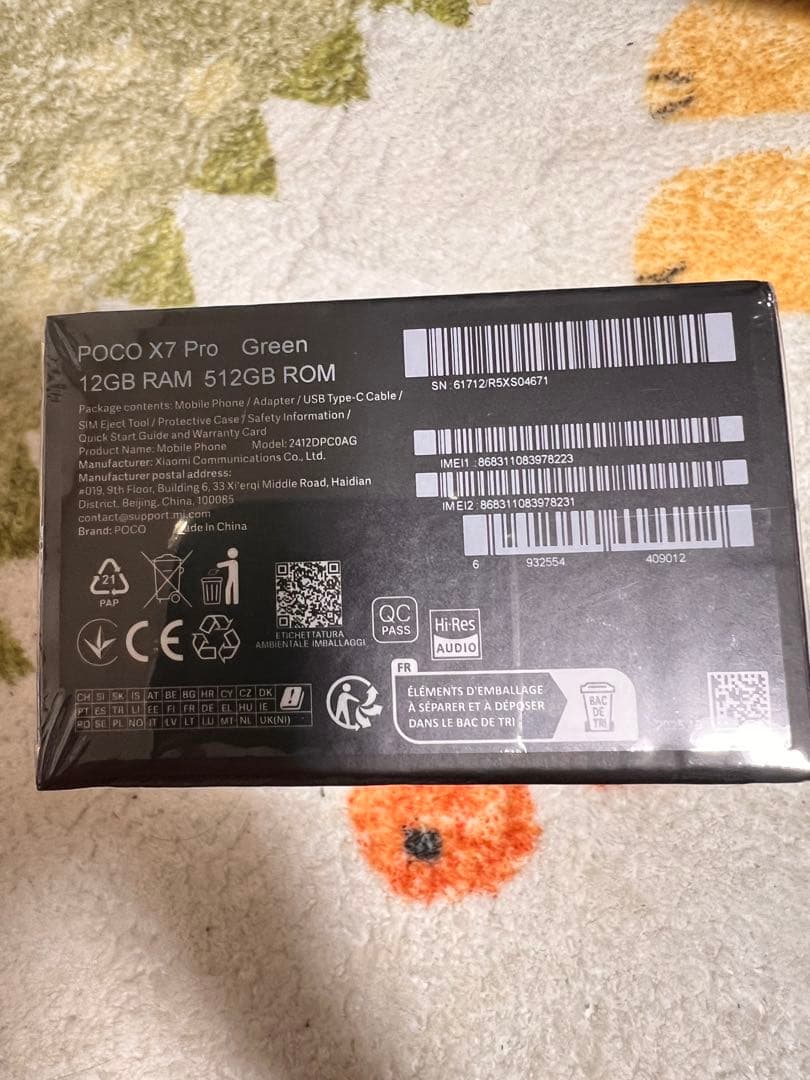 POCO X7 Pro Green
12GB RAM 512GB ROM
Package contents: Mobile Phone / Adapter / USB Type-C Cable /
SIM Eject Tool / Protective Case / Safety Information /
Quick Start Guide and Warranty Card
Product Name: Mobile Phone Model: 2412DPC0AG
Manufacturer: Xiaomi Communications Co., Ltd.
Manufacturer postal address:
#019, 9th Floor, Building 6, 33 Xi'erqi Middle Road, Haidian
District, Beijing, China, 100085
contact@support.mi.com
Brand: POCO Made In China
SN : 61712/R5XS04671
IMEI1 : 868311083978223
IMEI2 : 868311083978231
6 932554 409012
21
PAP
CE
ETICHETTATURA
AMBIENTALE IMBALLAGGI
QC
PASS
Hi-Res
AUDIO
CH SI SK IS AT BE BG HR CY CZ DK
PT ES TR LI EE FI FR DE EL HU IE
RO SE PL NO IT LV LT LU MT NL UK(NI)
FR
ÉLÉMENTS D'EMBALLAGE
À SÉPARER ET À DÉPOSER
DANS LE BAC DE TRI
BAC
DE
TRI